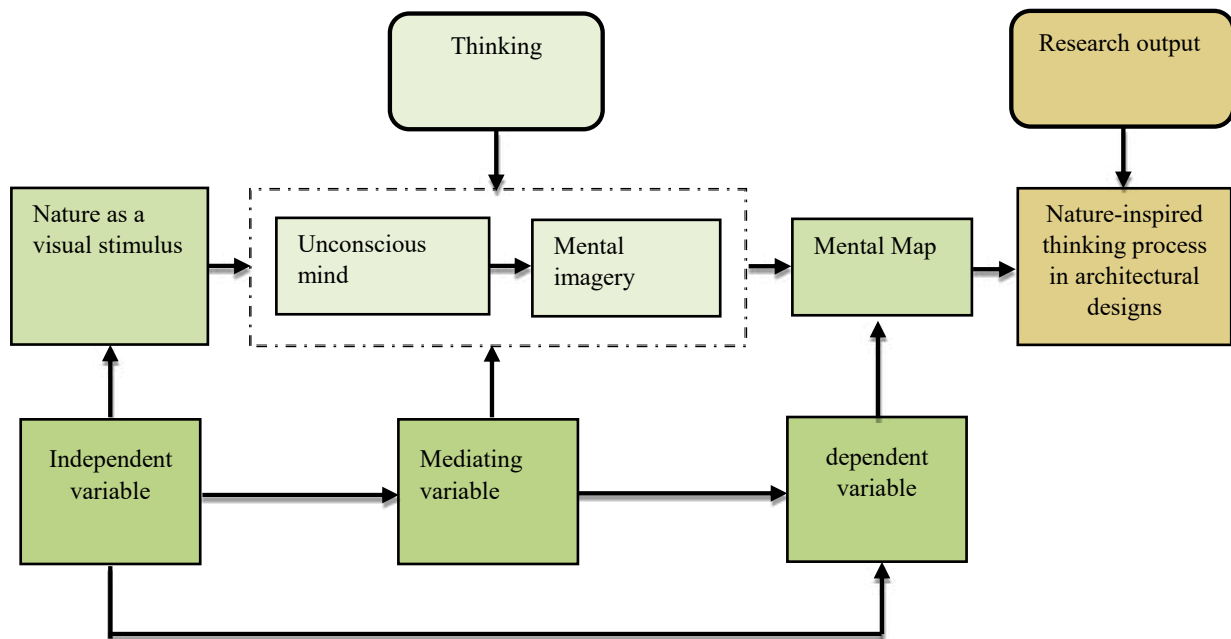 Thinking
Research output
Nature as a
visual stimulus
Unconscious
mind
Mental
imagery
Mental Map
Nature-inspired
thinking process
in architectural
designs
Independent
variable
Mediating
variable
dependent
variable